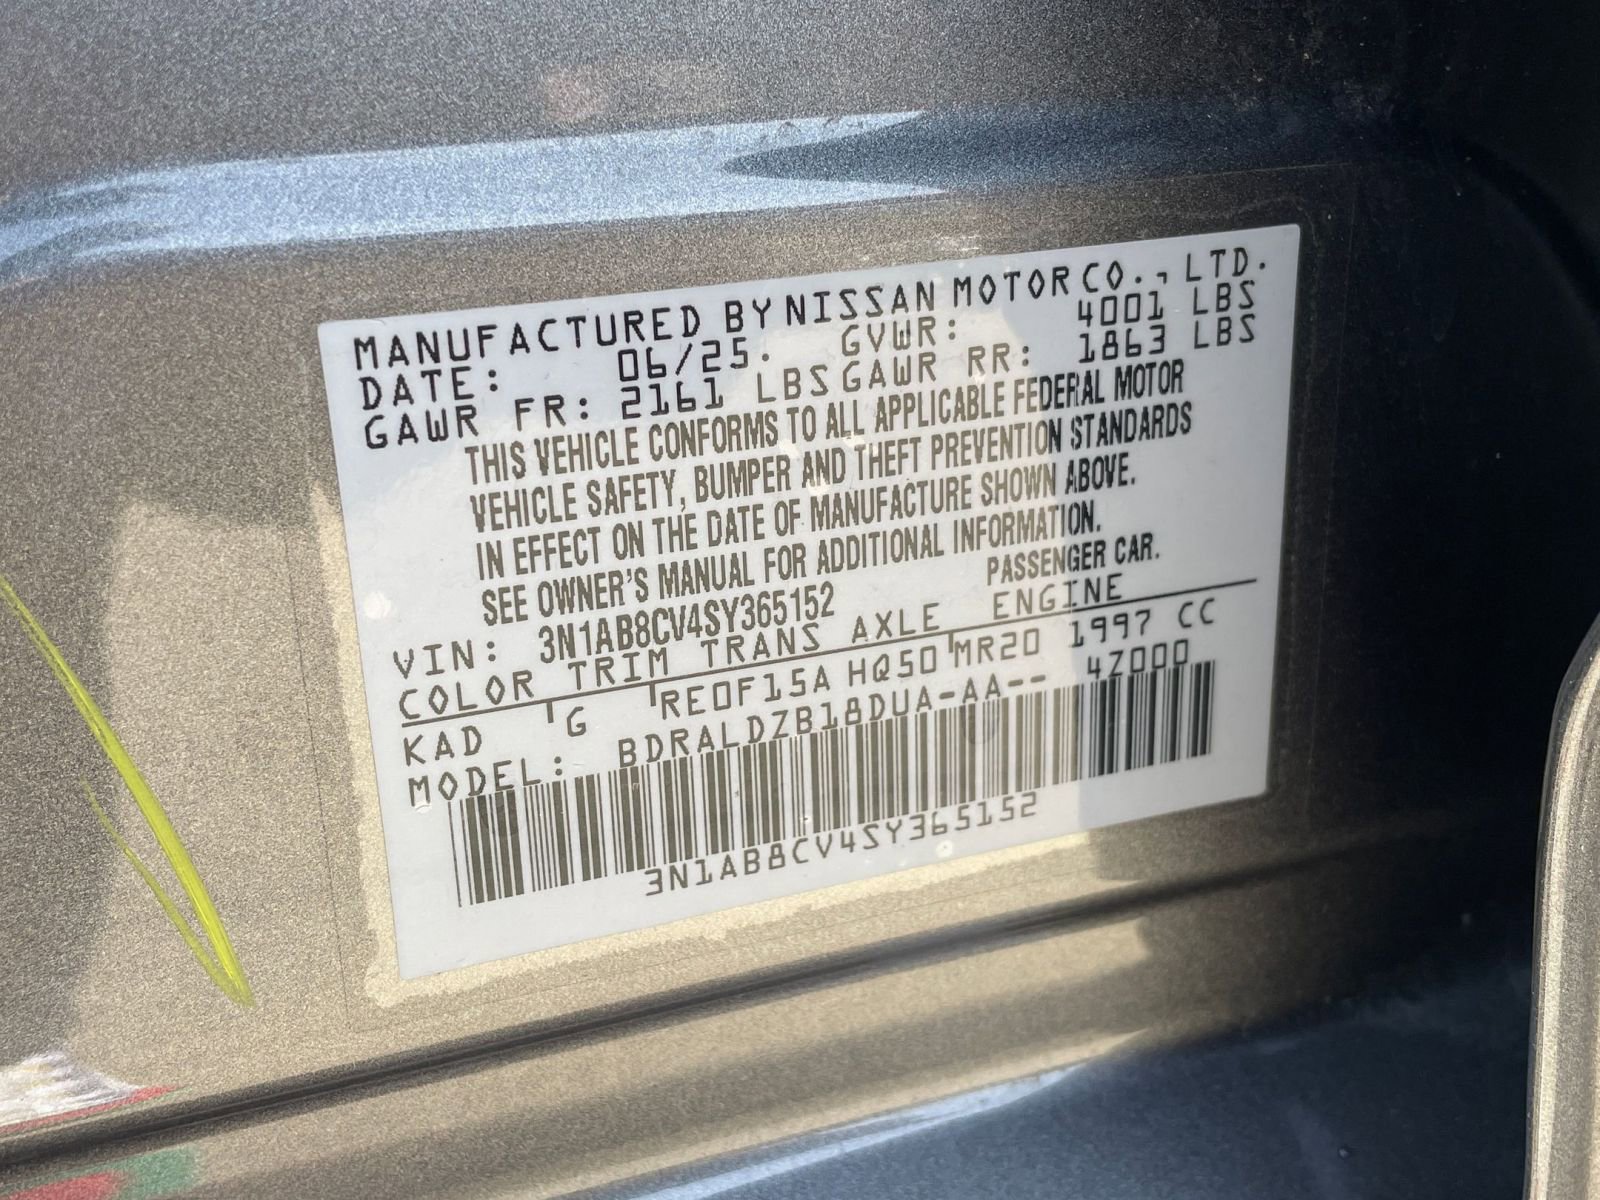 MANUFACTURED BY NISSAN MOTOR CO., LTD.
DATE: 06/25. GVWR: 4001 LBS
GAWR FR: 2161 LBS GAWR RR: 1863 LBS
THIS VEHICLE CONFORMS TO ALL APPLICABLE FEDERAL MOTOR
VEHICLE SAFETY, BUMPER AND THEFT PREVENTION STANDARDS
IN EFFECT ON THE DATE OF MANUFACTURE SHOWN ABOVE.
SEE OWNER'S MANUAL FOR ADDITIONAL INFORMATION.
VIN: 3N1AB8CV4SY365152 PASSENGER CAR.
COLOR TRIM TRANS AXLE ENGINE
KAD G RE0F15A HQ50 MR20 1997 CC
MODEL: BDRALDZB18DUA-AA-- 4Z000
3N1AB8CV4SY365152